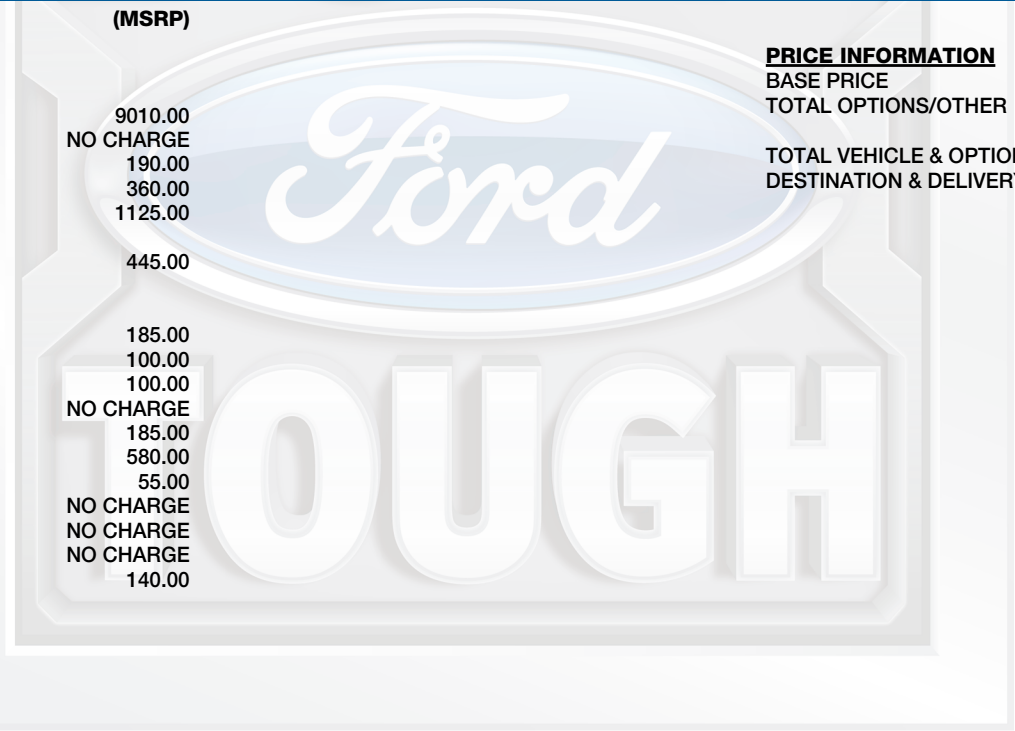 (MSRP)
9010.00
NO CHARGE
190.00
360.00
1125.00
445.00
185.00
100.00
100.00
NO CHARGE
185.00
580.00
55.00
NO CHARGE
NO CHARGE
NO CHARGE
140.00
PRICE INFORMATION
BASE PRICE
TOTAL OPTIONS/OTHER
TOTAL VEHICLE & OPTION
DESTINATION & DELIVERY
Ford
TOUGH